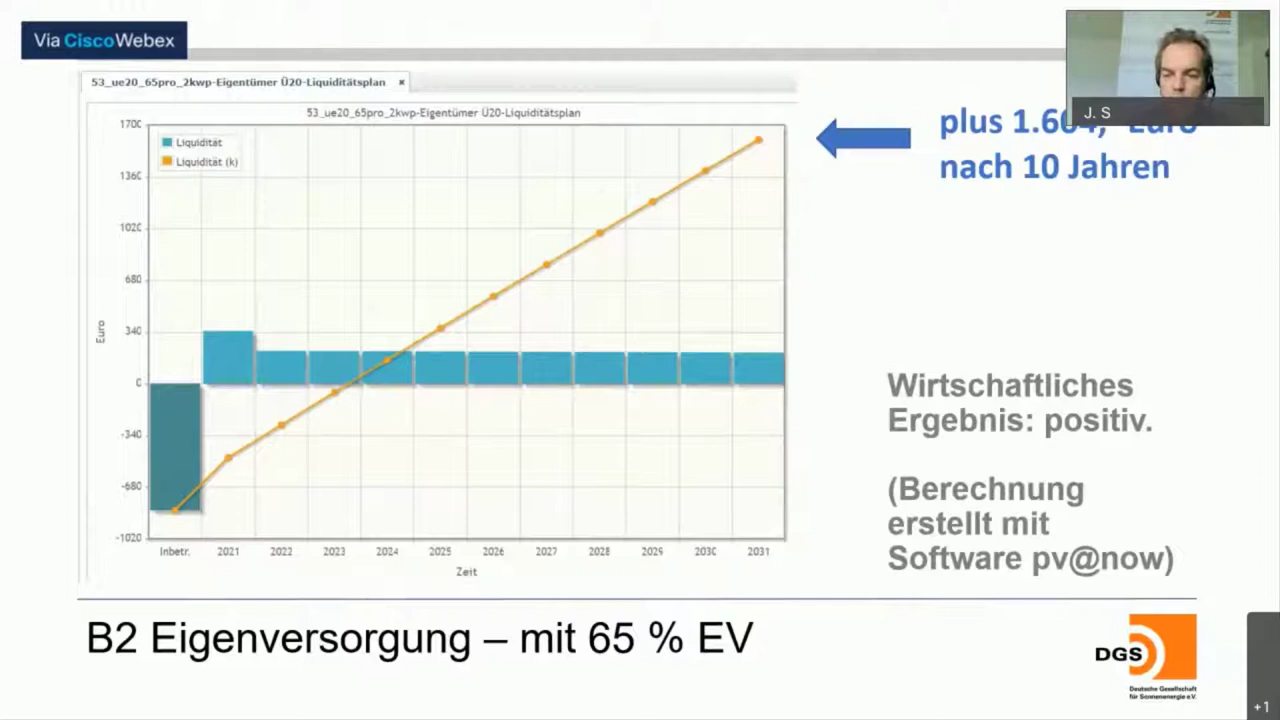 Via Cisco Webex
53_ue20_65pro_2kwp-Eigentümer Ü20-Liquiditätsplan ×
53_ue20_65pro_2kwp-Eigentümer Ü20-Liquiditätsplan
Liquidität
Liquidität (k)
1700
1360
1020
680
340
0
-340
-680
-1020
Euro
Inbetr. 2021 2022 2023 2024 2025 2026 2027 2028 2029 2030 2031
Zeit
J. S
plus Euro
nach 10 Jahren
Wirtschaftliches
Ergebnis: positiv.
(Berechnung
erstellt mit
Software pv@now)
B2 Eigenversorgung – mit 65 % EV
DGS
Deutsche Gesellschaft
für Sonnenenergie e.V.
+1